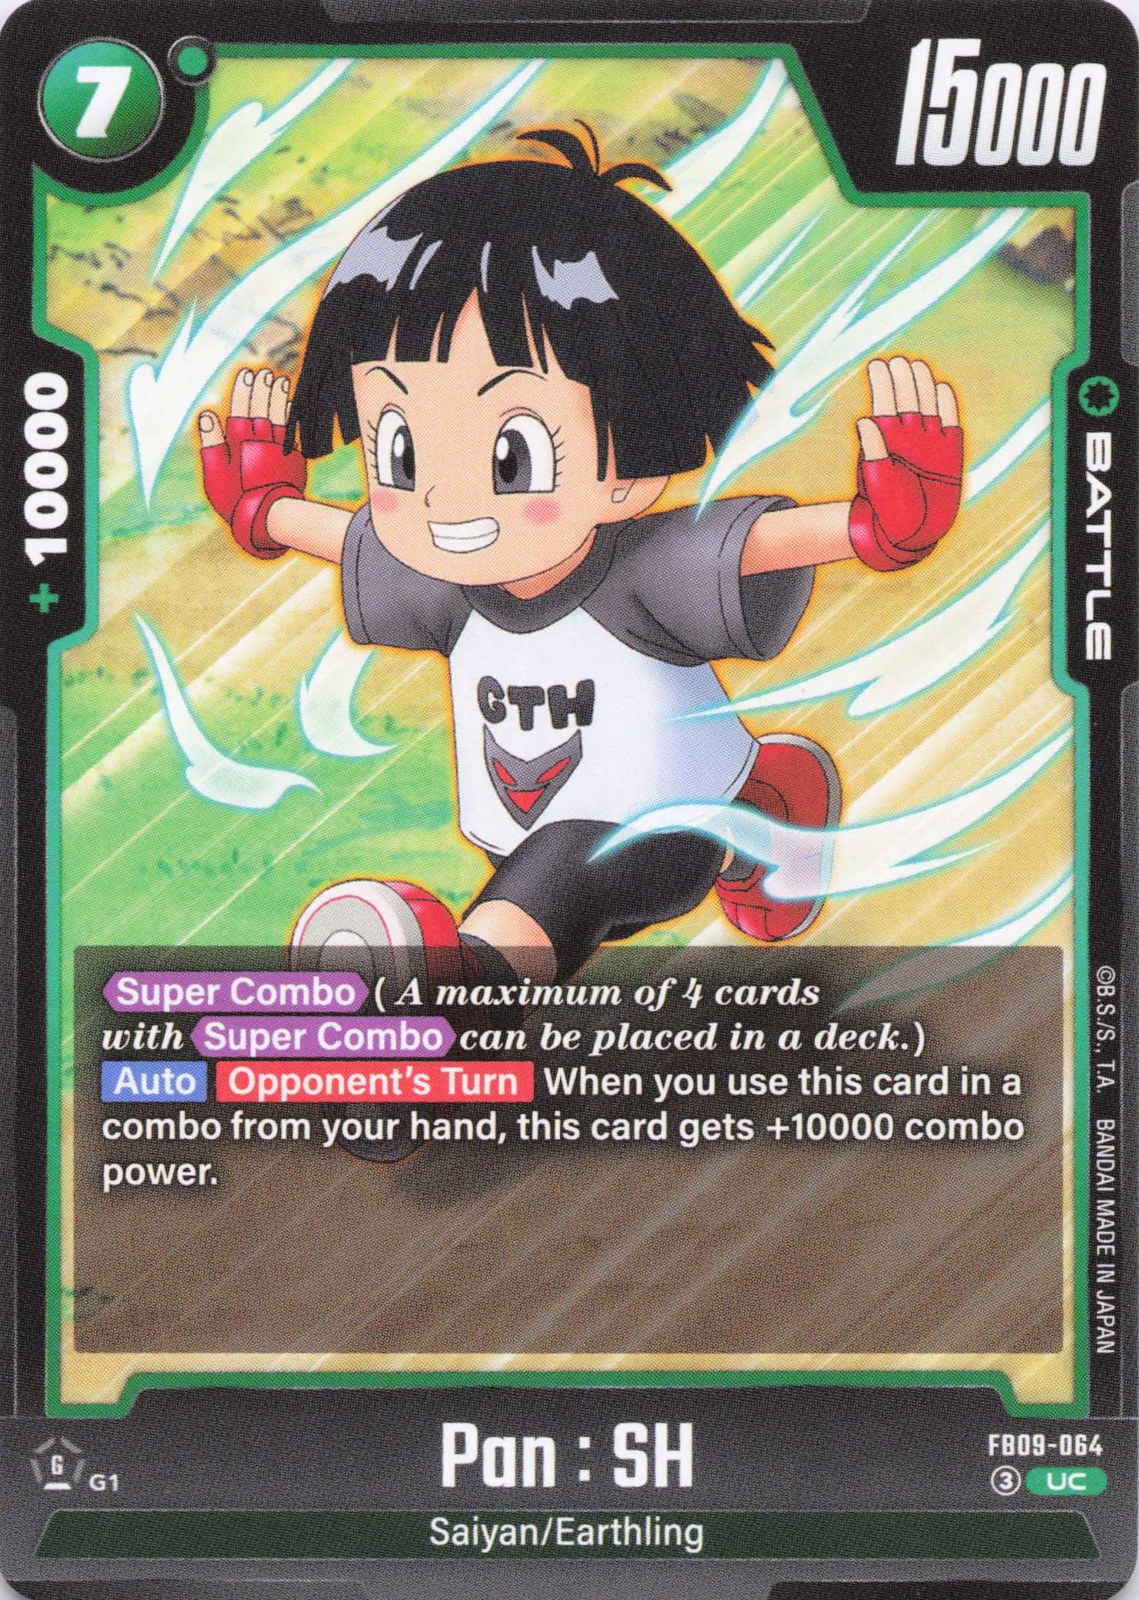 7
15000
+10000
BATTLE
GTH
Super Combo ( A maximum of 4 cards
with Super Combo can be placed in a deck.)
Auto Opponent's Turn When you use this card in a
combo from your hand, this card gets +10000 combo
power.
©B.S./S., T.A. BANDAI MADE IN JAPAN
G G1
Pan : SH
FB09-064
3 UC
Saiyan/Earthling